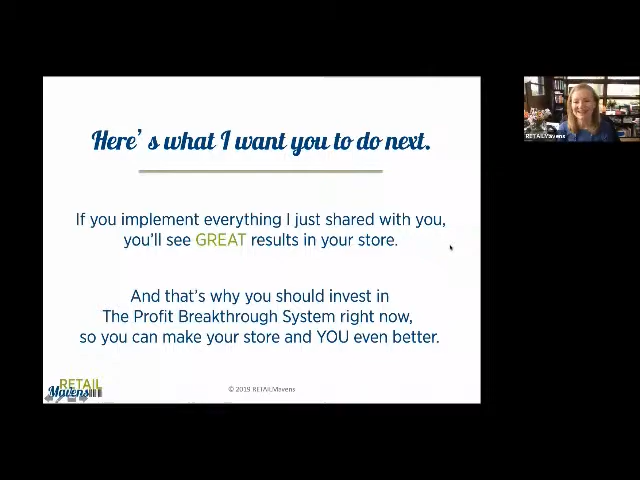 Here's what I want you to do next.
If you implement everything I just shared with you,
you'll see GREAT results in your store.
And that's why you should invest in
The Profit Breakthrough System right now,
so you can make your store and YOU even better.
RETAIL
Mavens
© 2019 RETAILMavens
RETAILMavens